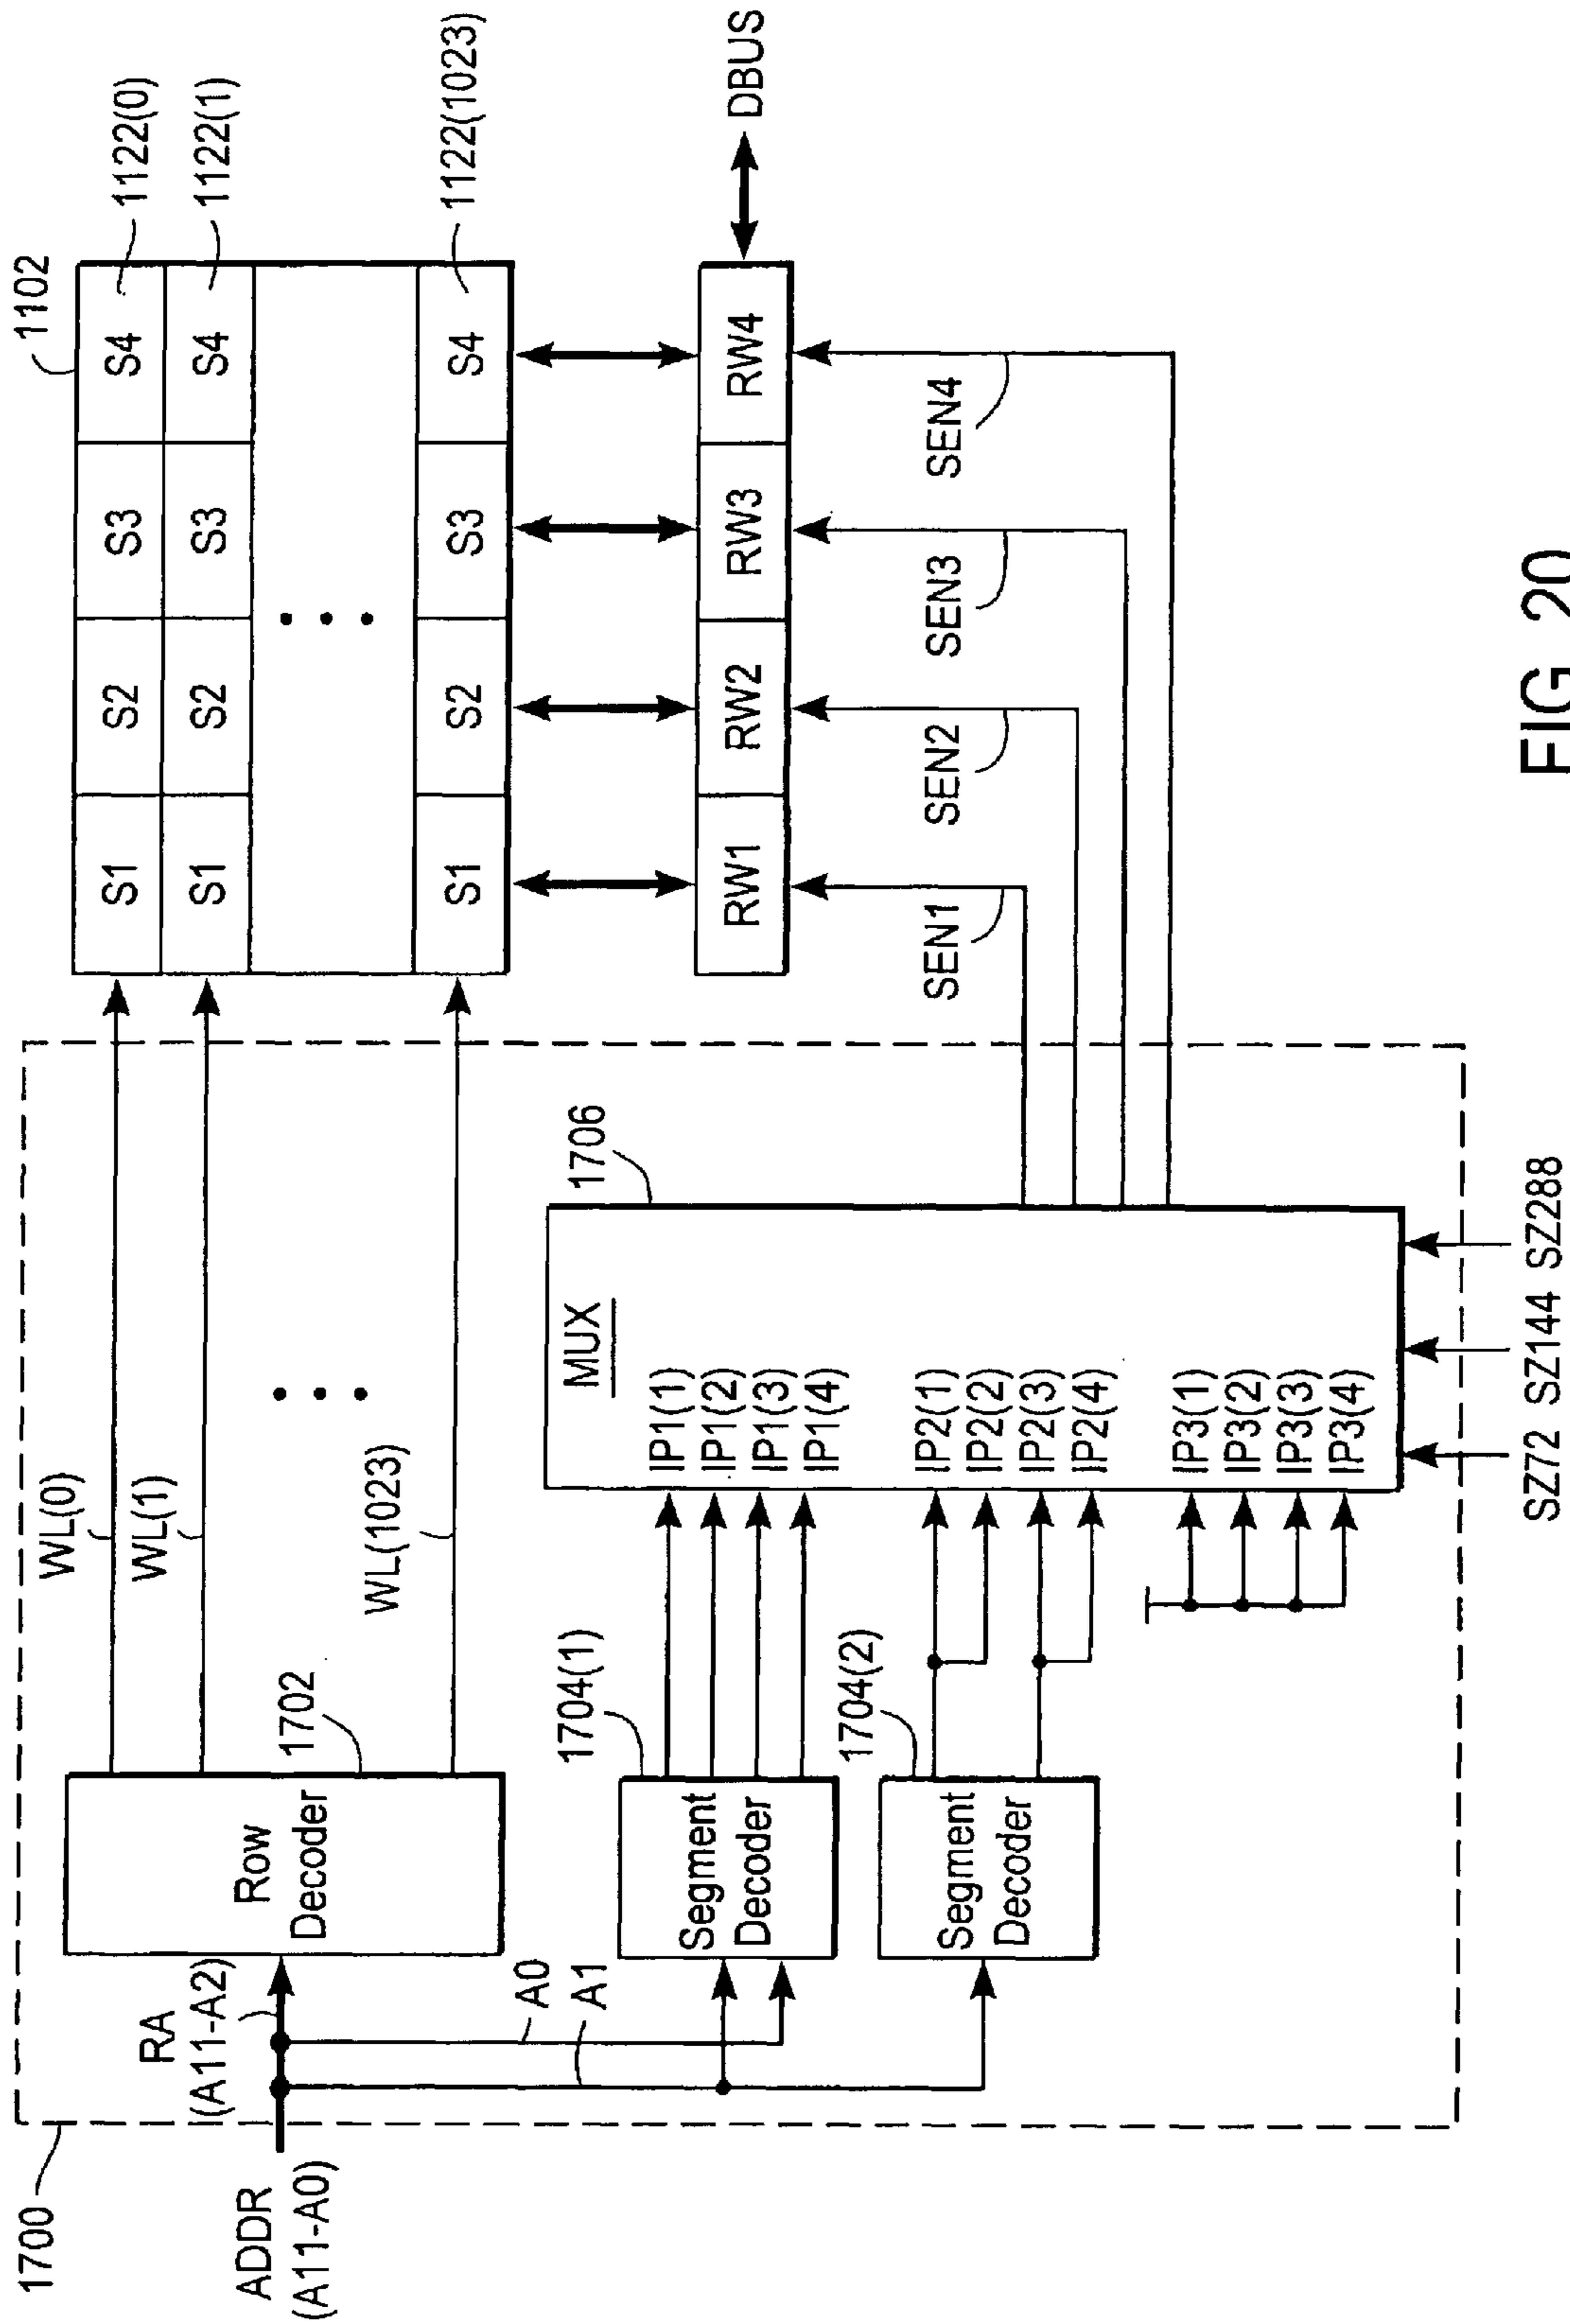 1700
ADDR
(A11-A0)
RA
(A11-A2)
A0
A1
Row
Decoder
1702
WL(0)
WL(1)
WL(1023)
1102
S1 S2 S3 S4
1122(0)
S1 S2 S3 S4
1122(1)
S1 S2 S3 S4
1122(1023)
RW1 RW2 RW3 RW4
DBUS
SEN1
SEN2
SEN3
SEN4
Segment
Decoder
1704(1)
Segment
Decoder
1704(2)
MUX
1706
IP1(1)
IP1(2)
IP1(3)
IP1(4)
IP2(1)
IP2(2)
IP2(3)
IP2(4)
IP3(1)
IP3(2)
IP3(3)
IP3(4)
SZ72 SZ144 SZ288
FIG. 20